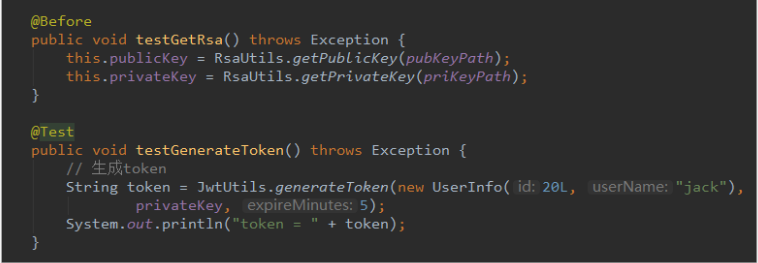 @Before
public void testGetRsa() throws Exception {
this.publicKey = RsaUtils.getPublicKey(pubKeyPath);
this.privateKey = RsaUtils.getPrivateKey(priKeyPath);
}
@Test
public void testGenerateToken() throws Exception {
// 生成token
String token = JwtUtils.generateToken(new UserInfo( id: 20L, userName: "jack"),
privateKey, expireMinutes: 5);
System.out.println("token = " + token);
}